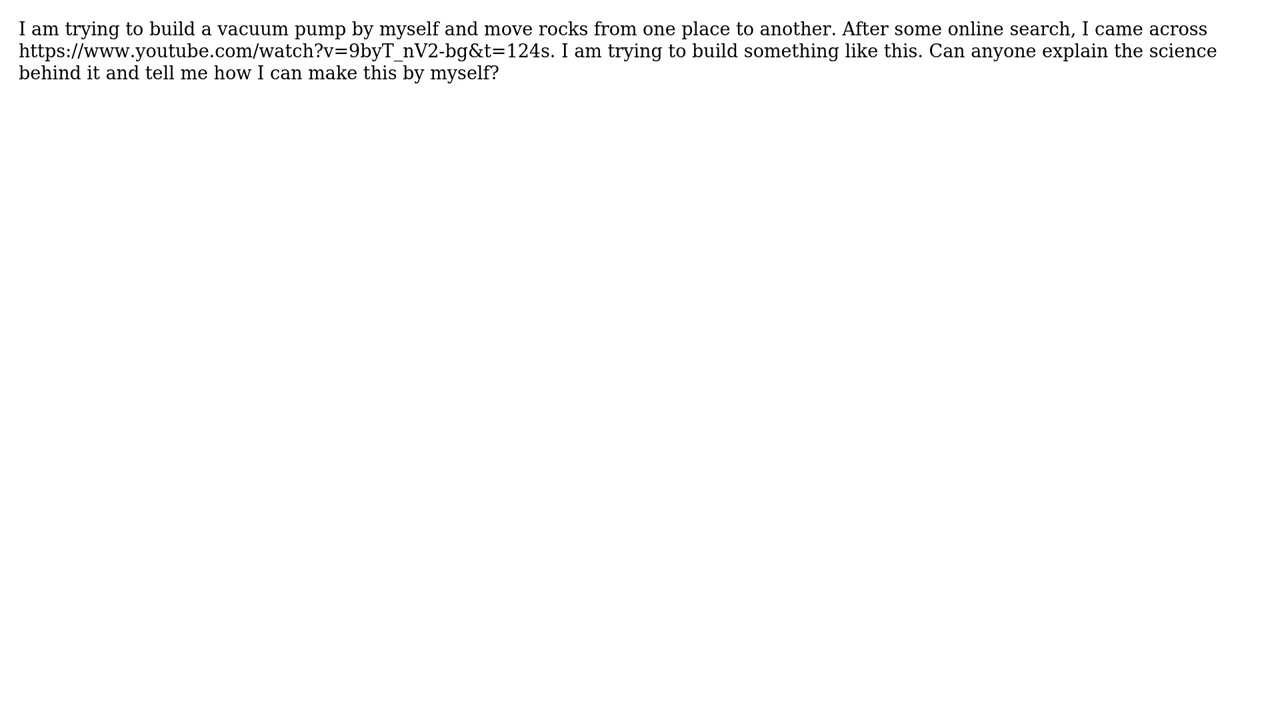 I am trying to build a vacuum pump by myself and move rocks from one place to another. After some online search, I came across
https://www.youtube.com/watch?v=9byT_nV2-bg&t=124s. I am trying to build something like this. Can anyone explain the science
behind it and tell me how I can make this by myself?